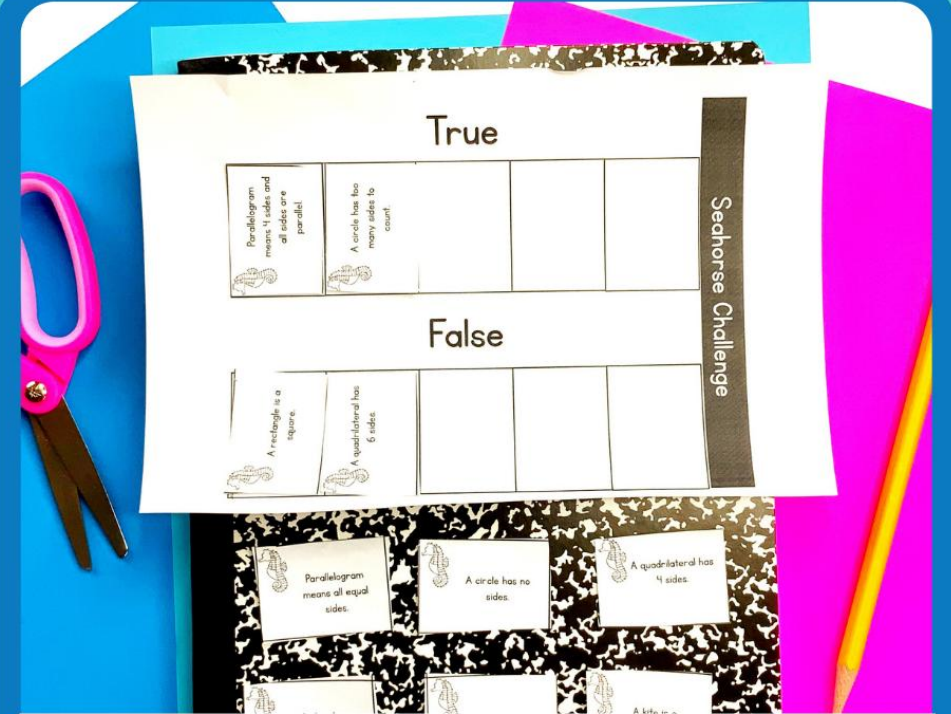 True
Parallelogram
means 4 sides and
all sides are
parallel.
A circle has too
many sides to
count.
Seahorse Challenge
False
A rectangle is a
square.
A quadrilateral has
6 sides.
Parallelogram
means all equal
sides.
A circle has no
sides.
A quadrilateral has
4 sides.
A kite is a